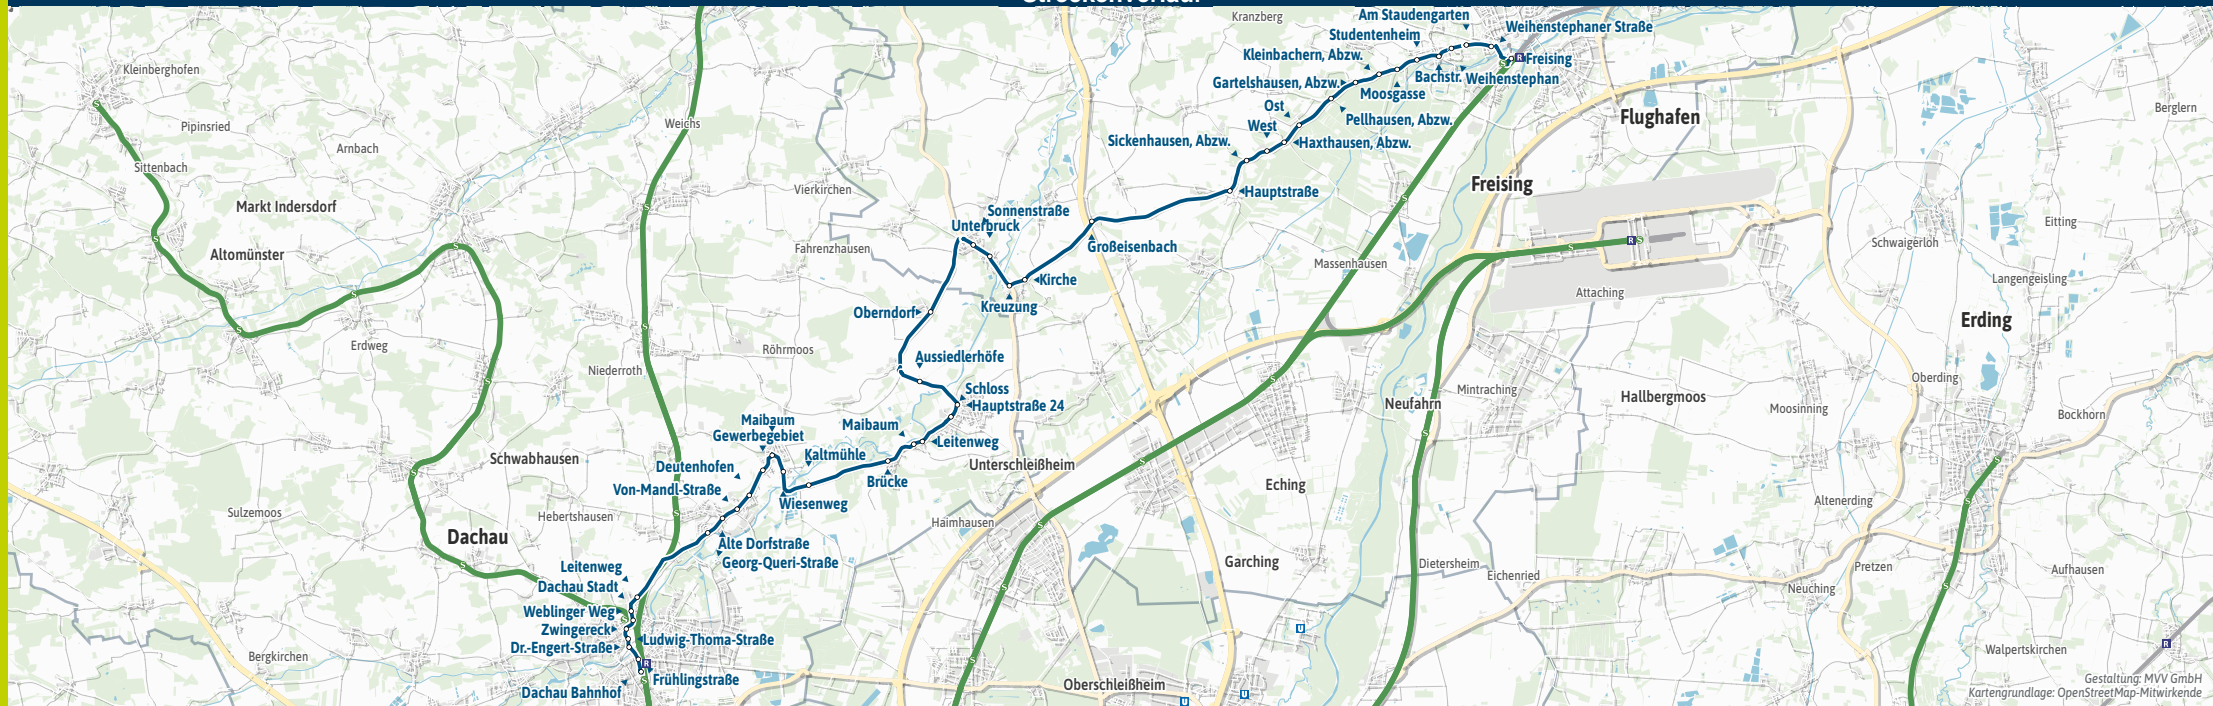 Streckenverlauf
Kranzberg
Am Staudengarten
Weihenstephaner Straße
Studentenheim
Kleinbachern, Abzw.
Freising
Kleinberghofen
Gartelshausen, Abzw.
Bachstr.
Weihenstephan
Moosgasse
Ost
Pellhausen, Abzw.
Flughafen
Berglern
Pipinsried
Weichs
West
Sickenhausen, Abzw.
Haxthausen, Abzw.
Arnbach
Sittenbach
Vierkirchen
Hauptstraße
Freising
Markt Indersdorf
Sonnenstraße
Unterbruck
Eitting
Altomünster
Fahrenzhausen
Großeisenbach
Schwaigerloh
Massenhausen
Kirche
Langengeisling
Attaching
Kreuzung
Oberndorf
Erding
Erdweg
Röhrmoos
Aussiedlerhöfe
Niederroth
Oberding
Schloss
Mintraching
Hallbergmoos
Hauptstraße 24
Neufahrn
Moosinning
Bockhorn
Maibaum
Maibaum
Gewerbegebiet
Leitenweg
Kaltmühle
Schwabhausen
Deutenhofen
Unterschleißheim
Brücke
Eching
Von-Mandl-Straße
Wiesenweg
Altenerding
Sulzemoos
Hebertshausen
Haimhausen
Dachau
Alte Dorfstraße
Georg-Queri-Straße
Garching
Dietersheim
Eichenried
Pretzen
Aufhausen
Leitenweg
Dachau Stadt
Neuching
Weblinger Weg
Zwingereck
Ludwig-Thoma-Straße
Dr.-Engert-Straße
Walpertskirchen
Bergkirchen
Frühlingstraße
Oberschleißheim
Dachau Bahnhof
Gestaltung: MVV GmbH
Kartengrundlage: OpenStreetMap-Mitwirkende